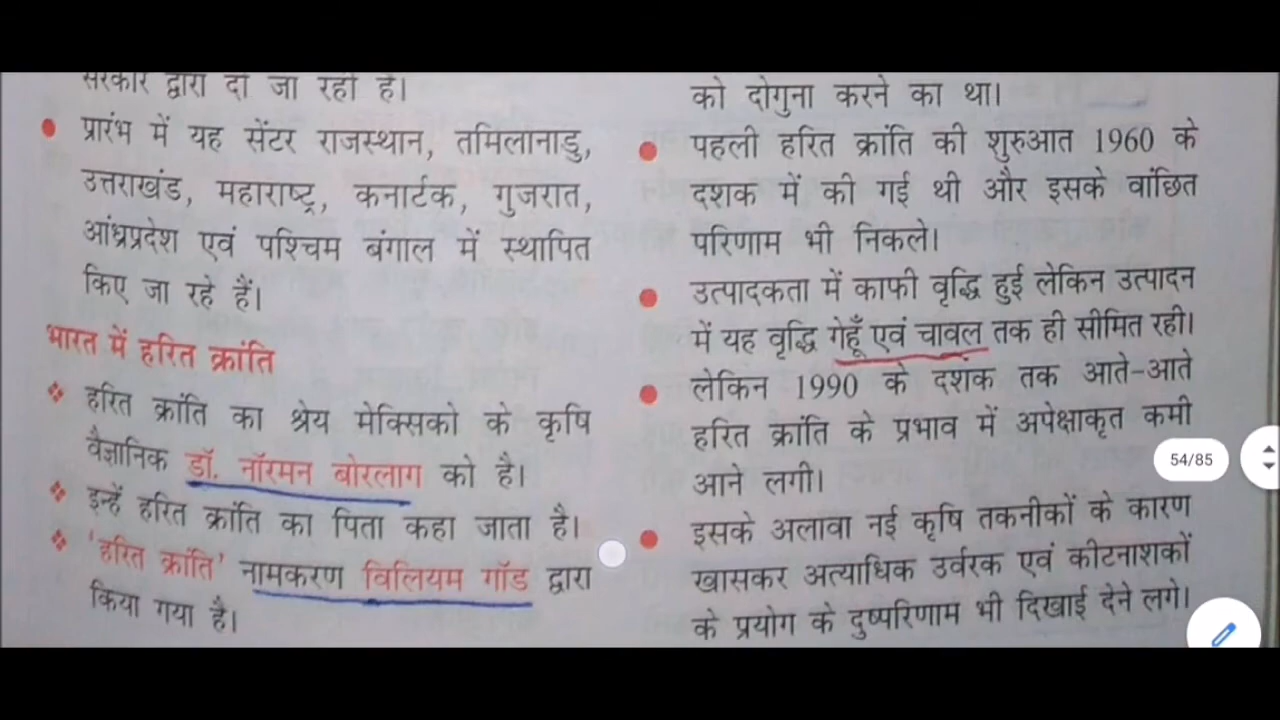 सरकार द्वारा दी जा रही है।
प्रारंभ में यह सेंटर राजस्थान, तमिलानाडु,
उत्तराखंड, महाराष्ट्र, कनार्टक, गुजरात,
आंध्रप्रदेश एवं पश्चिम बंगाल में स्थापित
किए जा रहे हैं।
भारत में हरित क्रांति
हरित क्रांति का श्रेय मेक्सिको के कृषि
वैज्ञानिक डॉ. नॉरमन बोरलाग को है।
इन्हें हरित क्रांति का पिता कहा जाता है।
'हरित क्रांति' नामकरण विलियम गॉड द्वारा
किया गया है।
को दोगुना करने का था।
पहली हरित क्रांति की शुरुआत 1960 के
दशक में की गई थी और इसके वांछित
परिणाम भी निकले।
उत्पादकता में काफी वृद्धि हुई लेकिन उत्पादन
में यह वृद्धि गेहूँ एवं चावल तक ही सीमित रही।
लेकिन 1990 के दशक तक आते-आते
हरित क्रांति के प्रभाव में अपेक्षाकृत कमी
आने लगी।
इसके अलावा नई कृषि तकनीकों के कारण
खासकर अत्याधिक उर्वरक एवं कीटनाशकों
के प्रयोग के दुष्परिणाम भी दिखाई देने लगे।
54/85